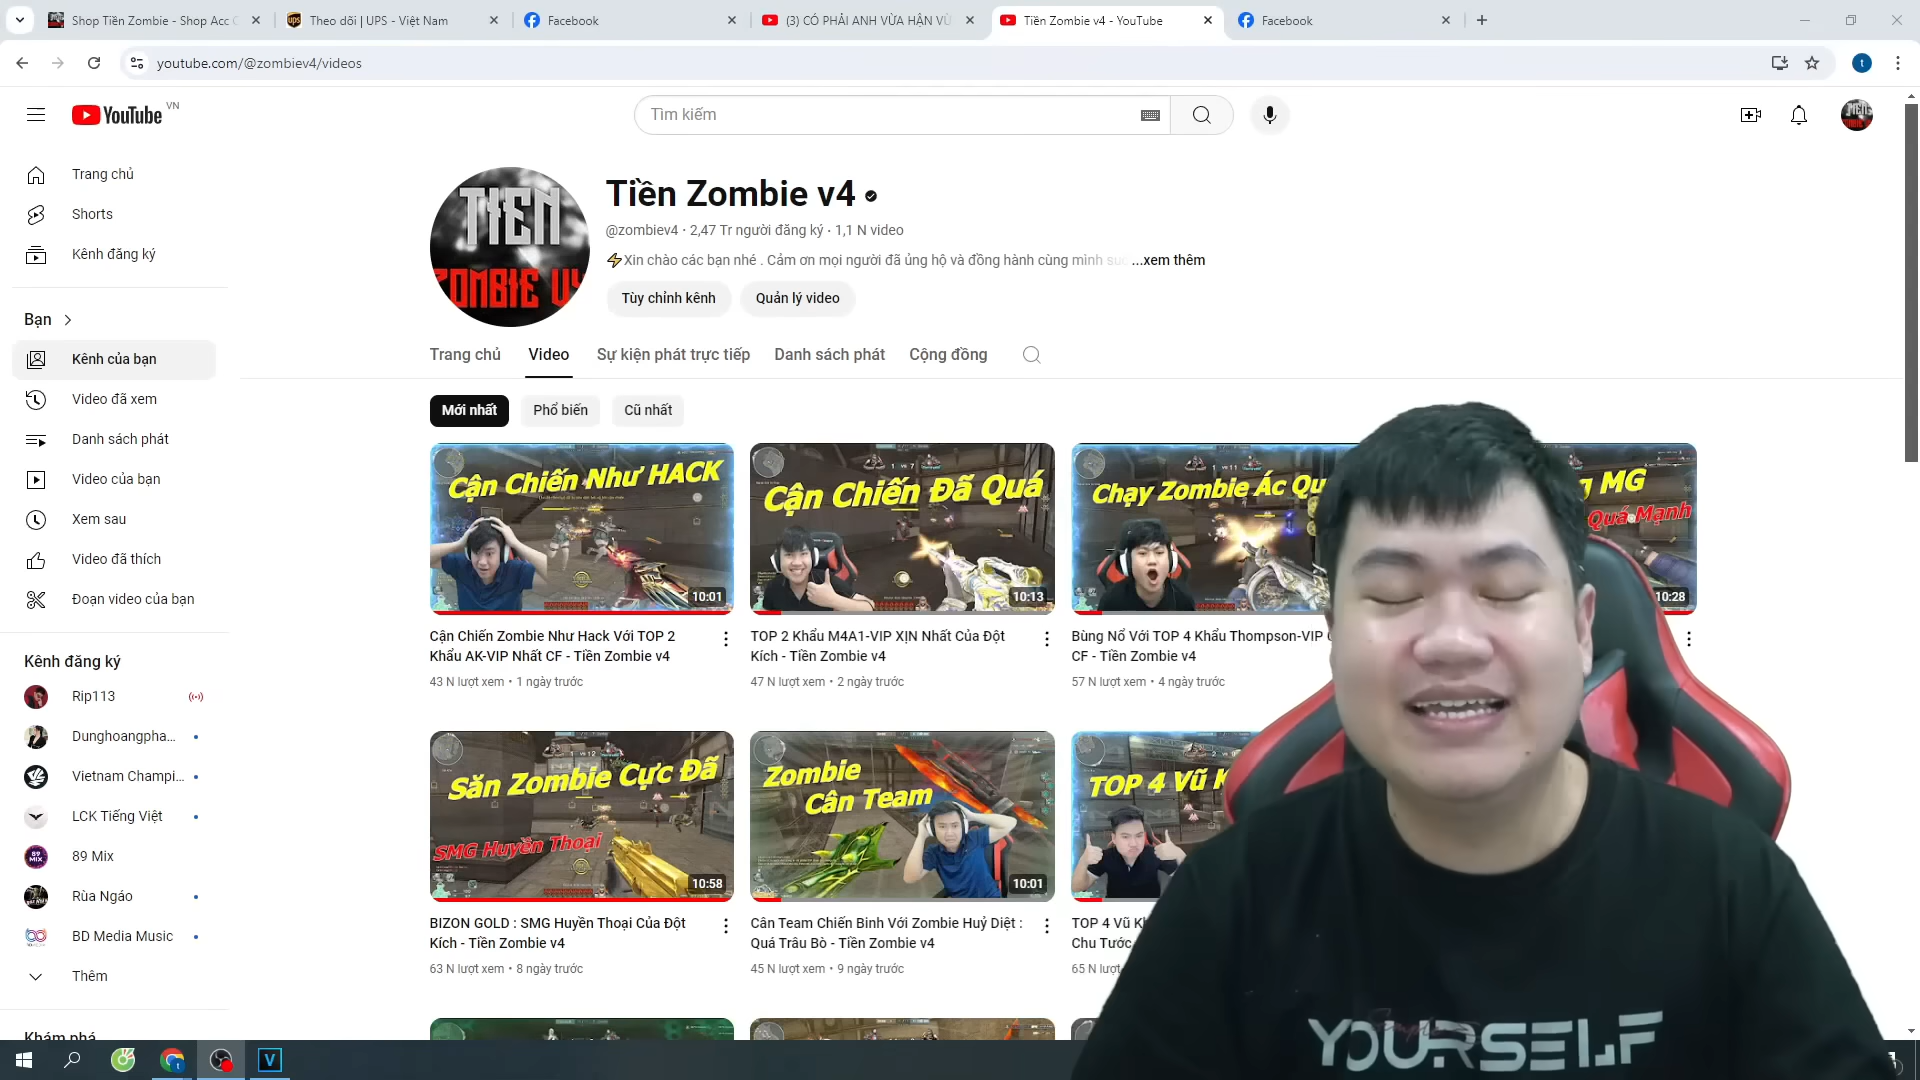 Shop Tiền Zombie - Shop Acc
Theo dõi | UPS - Việt Nam
Facebook
(3) CÓ PHẢI ANH VỪA HẬN VỪ
Tiền Zombie v4 - YouTube
Facebook
youtube.com/@zombiev4/videos
t
YouTube VN
Tìm kiếm
Trang chủ
Shorts
Kênh đăng ký
Bạn
Kênh của bạn
Video đã xem
Danh sách phát
Video của bạn
Xem sau
Video đã thích
Đoạn video của bạn
Kênh đăng ký
Rip113
Dunghoangpha...
Vietnam Champi...
LCK Tiếng Việt
89 Mix
Rùa Ngáo
BD Media Music
Thêm
Khám phá
TIEN
ZOMBIE V4
Tiền Zombie v4
@zombiev4 • 2,47 Tr người đăng ký • 1,1 N video
⚡Xin chào các bạn nhé . Cảm ơn mọi người đã ủng hộ và đồng hành cùng mình ...xem thêm
Tùy chỉnh kênh
Quản lý video
Trang chủ
Video
Sự kiện phát trực tiếp
Danh sách phát
Cộng đồng
Mới nhất
Phổ biến
Cũ nhất
Cận Chiến Như HACK
10:01
Cận Chiến Zombie Như Hack Với TOP 2
Khẩu AK-VIP Nhất CF - Tiền Zombie v4
43 N lượt xem • 1 ngày trước
Cận Chiến Đã Quá
10:13
TOP 2 Khẩu M4A1-VIP XỊN Nhất Của Đột
Kích - Tiền Zombie v4
47 N lượt xem • 2 ngày trước
Chạy Zombie Ác Qu
Bùng Nổ Với TOP 4 Khẩu Thompson-VIP
CF - Tiền Zombie v4
57 N lượt xem • 4 ngày trước
MG
Quá Mạnh
10:28
Săn Zombie Cực Đã
SMG Huyền Thoại
10:58
BIZON GOLD : SMG Huyền Thoại Của Đột
Kích - Tiền Zombie v4
63 N lượt xem • 8 ngày trước
Zombie
Cân Team
10:01
Cân Team Chiến Binh Với Zombie Huỷ Diệt :
Quá Trâu Bò - Tiền Zombie v4
45 N lượt xem • 9 ngày trước
TOP 4 Vũ K
TOP 4 Vũ Kh
Chu Tước
65 N lượt
YOURSELF